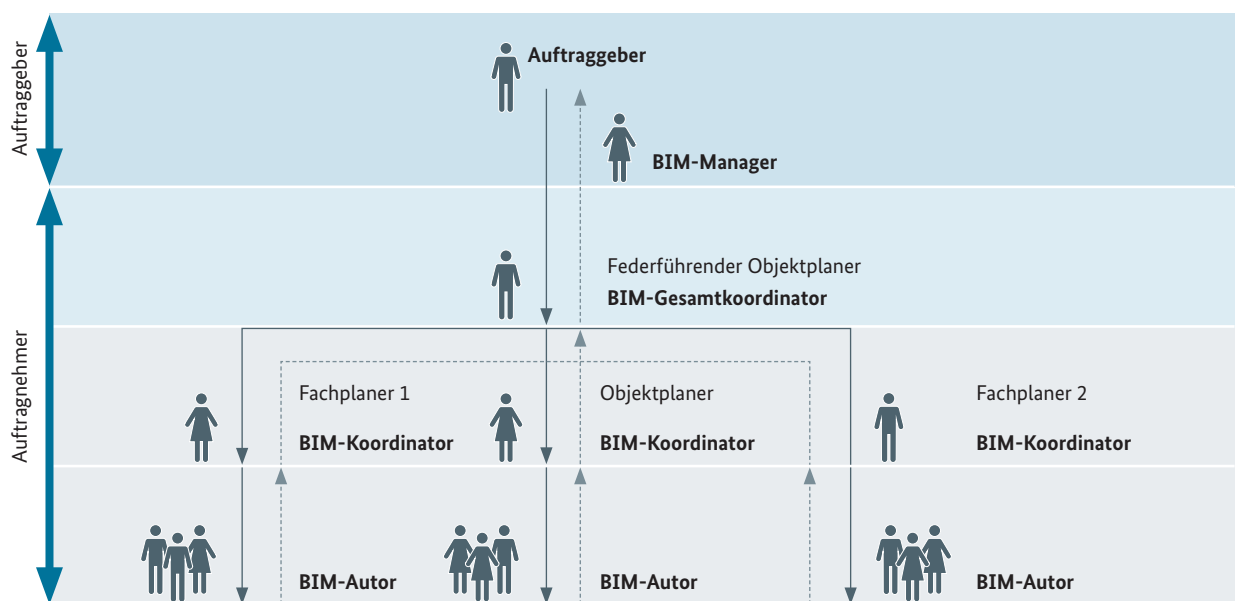 Auftraggeber
Auftraggeber
BIM-Manager
Auftragnehmer
Federführender Objektplaner
BIM-Gesamtkoordinator
Fachplaner 1
BIM-Koordinator
Objektplaner
BIM-Koordinator
Fachplaner 2
BIM-Koordinator
BIM-Autor
BIM-Autor
BIM-Autor